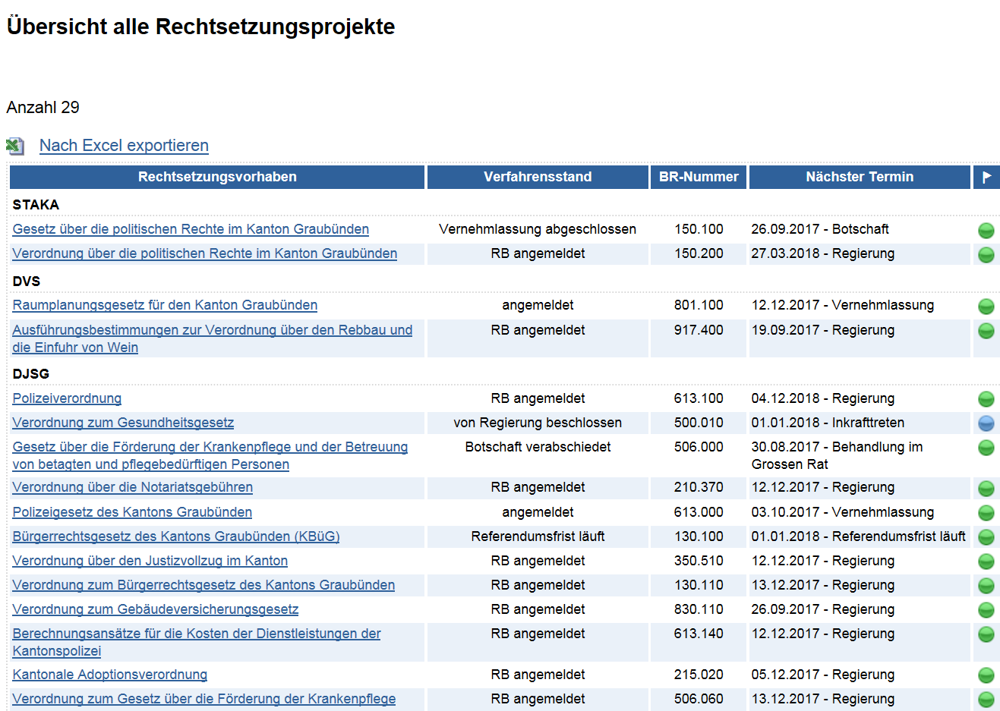 Übersicht alle Rechtsetzungsprojekte
Anzahl 29
Nach Excel exportieren
Rechtsetzungsvorhaben Verfahrensstand BR-Nummer Nächster Termin
STAKA
Gesetz über die politischen Rechte im Kanton Graubünden Vernehmlassung abgeschlossen 150.100 26.09.2017 - Botschaft
Verordnung über die politischen Rechte im Kanton Graubünden RB angemeldet 150.200 27.03.2018 - Regierung
DVS
Raumplanungsgesetz für den Kanton Graubünden angemeldet 801.100 12.12.2017 - Vernehmlassung
Ausführungsbestimmungen zur Verordnung über den Rebbau und RB angemeldet 917.400 19.09.2017 - Regierung
die Einfuhr von Wein
DJSG
Polizeiverordnung RB angemeldet 613.100 04.12.2018 - Regierung
Verordnung zum Gesundheitsgesetz von Regierung beschlossen 500.010 01.01.2018 - Inkrafttreten
Gesetz über die Förderung der Krankenpflege und der Betreuung Botschaft verabschiedet 506.000 30.08.2017 - Behandlung im
von betagten und pflegebedürftigen Personen Grossen Rat
Verordnung über die Notariatsgebühren RB angemeldet 210.370 12.12.2017 - Regierung
Polizeigesetz des Kantons Graubünden angemeldet 613.000 03.10.2017 - Vernehmlassung
Bürgerrechtsgesetz des Kantons Graubünden (KBüG) Referendumsfrist läuft 130.100 01.01.2018 - Referendumsfrist läuft
Verordnung über den Justizvollzug im Kanton RB angemeldet 350.510 12.12.2017 - Regierung
Verordnung zum Bürgerrechtsgesetz des Kantons Graubünden RB angemeldet 130.110 13.12.2017 - Regierung
Verordnung zum Gebäudeversicherungsgesetz RB angemeldet 830.110 26.09.2017 - Regierung
Berechnungsansätze für die Kosten der Dienstleistungen der RB angemeldet 613.140 12.12.2017 - Regierung
Kantonspolizei
Kantonale Adoptionsverordnung RB angemeldet 215.020 05.12.2017 - Regierung
Verordnung zum Gesetz über die Förderung der Krankenpflege RB angemeldet 506.060 13.12.2017 - Regierung